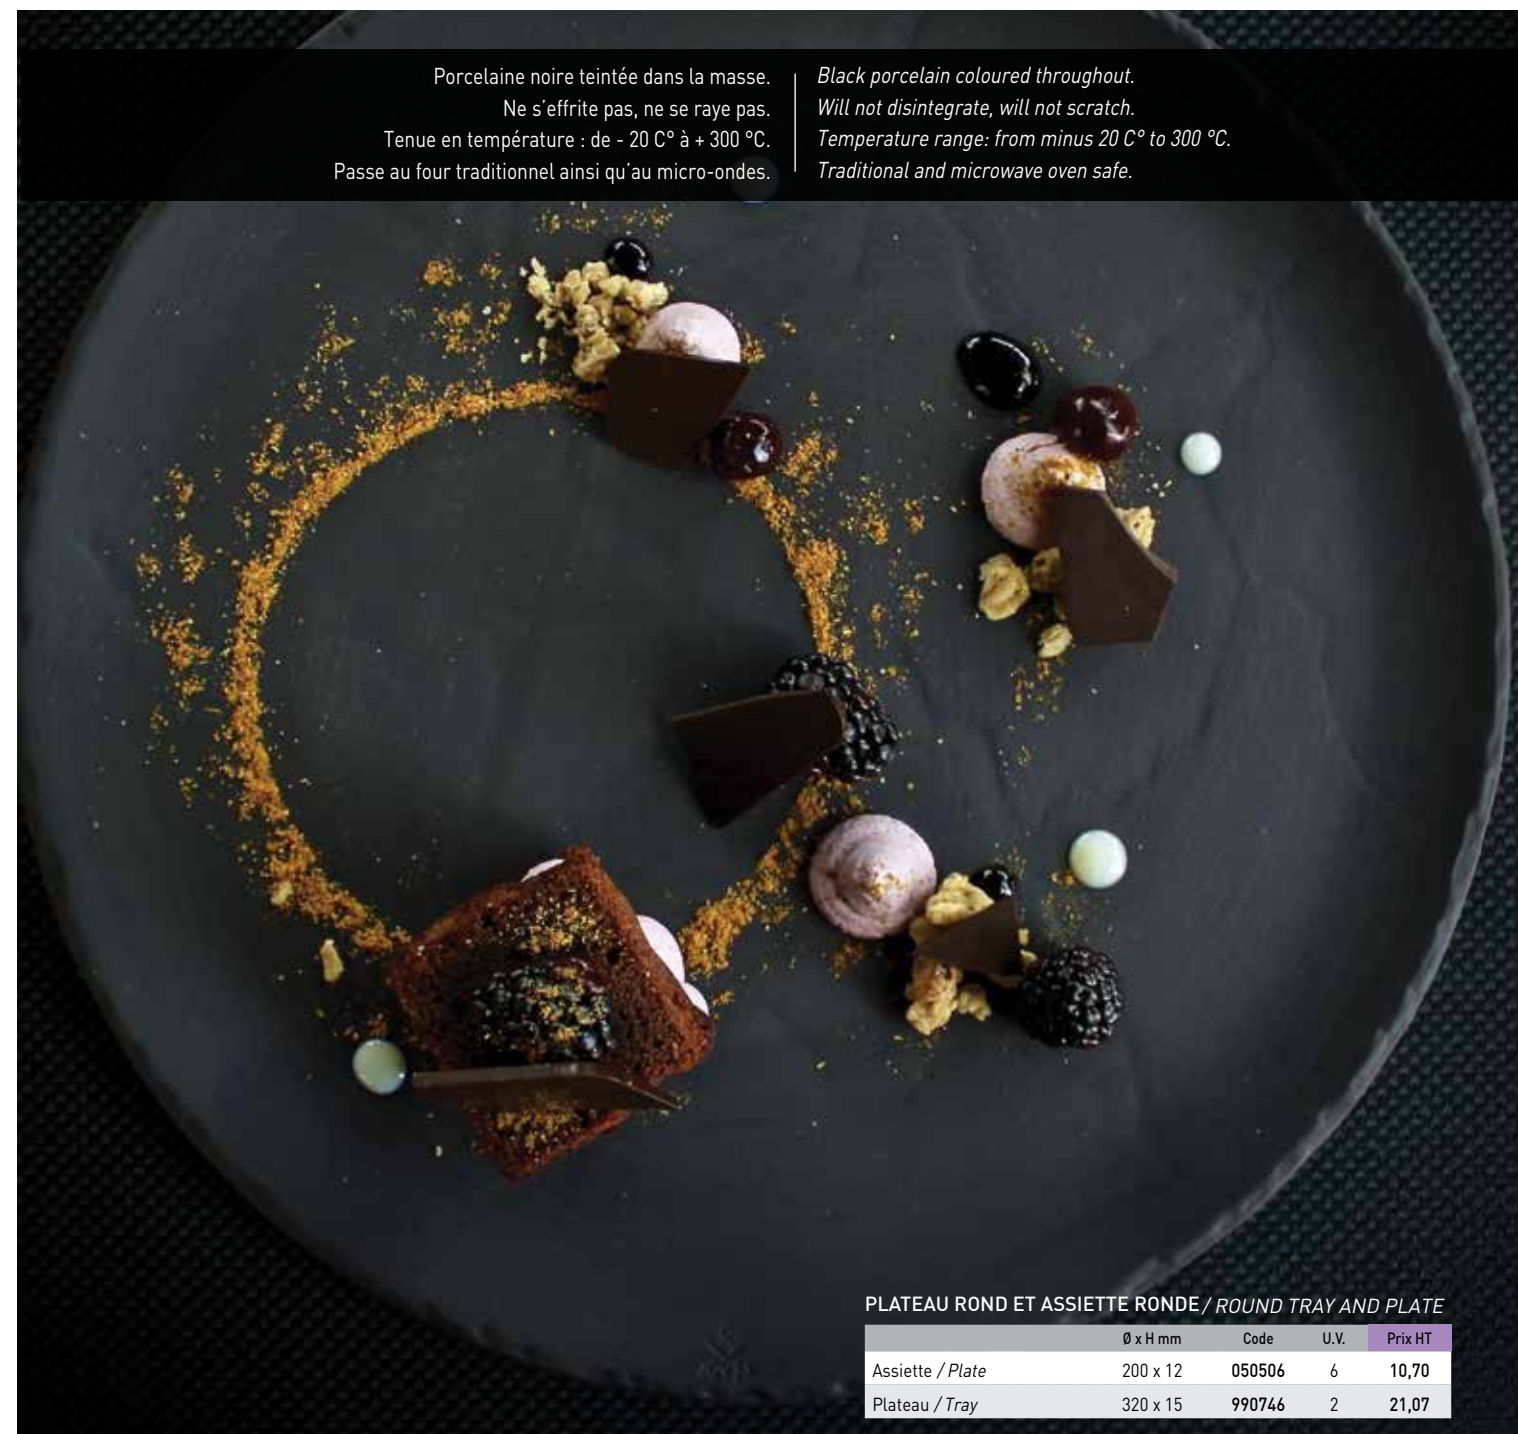 Porcelaine noire teintée dans la masse.
Ne s'effrite pas, ne se raye pas.
Tenue en température : de - 20 C° à + 300 °C.
Passe au four traditionnel ainsi qu'au micro-ondes.
Black porcelain coloured throughout.
Will not disintegrate, will not scratch.
Temperature range: from minus 20 C° to 300 °C.
Traditional and microwave oven safe.
PLATEAU ROND ET ASSIETTE RONDE / ROUND TRAY AND PLATE
Ø x H mm Code U.V. Prix HT
Assiette / Plate 200 x 12 050506 6 10,70
Plateau / Tray 320 x 15 990746 2 21,07